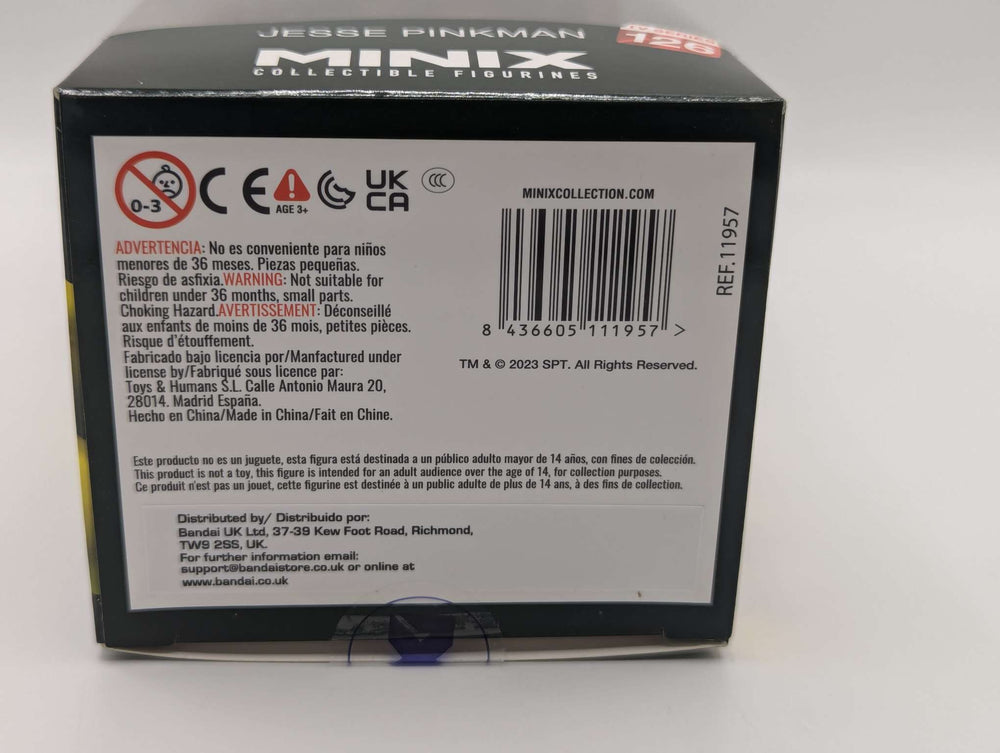 JESSE PINKMAN
TV SERIES
126
MINIX
COLLECTIBLE FIGURINES
0-3
CE
AGE 3+
UK
CA
CCC
MINIXCOLLECTION.COM
REF.11957
8 436605 111957 >
TM & © 2023 SPT. All Rights Reserved.
ADVERTENCIA: No es conveniente para niños
menores de 36 meses. Piezas pequeñas.
Riesgo de asfixia.WARNING: Not suitable for
children under 36 months, small parts.
Choking Hazard.AVERTISSEMENT: Déconseillé
aux enfants de moins de 36 mois, petites pièces.
Risque d'étouffement.
Fabricado bajo licencia por/Manfactured under
license by/Fabriqué sous licence par:
Toys & Humans S.L. Calle Antonio Maura 20,
28014. Madrid España.
Hecho en China/Made in China/Fait en Chine.
Este producto no es un juguete, esta figura está destinada a un público adulto mayor de 14 años, con fines de colección.
This product is not a toy, this figure is intended for an adult audience over the age of 14, for collection purposes.
Ce produit n'est pas un jouet, cette figurine est destinée à un public adulte de plus de 14 ans, à des fins de collection.
Distributed by/ Distribuido por:
Bandai UK Ltd, 37-39 Kew Foot Road, Richmond,
TW9 2SS, UK.
For further information email:
support@bandaistore.co.uk or online at
www.bandai.co.uk